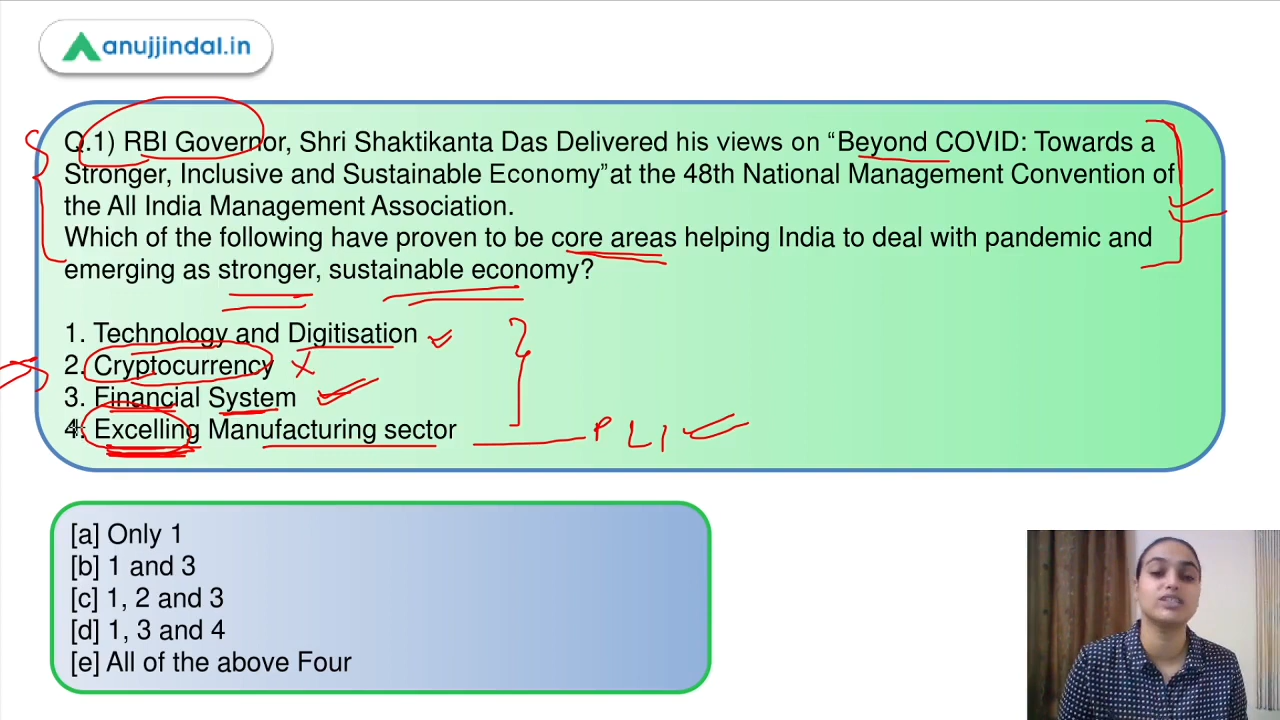 anujjindal.in
Q.1) RBI Governor, Shri Shaktikanta Das Delivered his views on “Beyond COVID: Towards a
Stronger, Inclusive and Sustainable Economy”at the 48th National Management Convention of
the All India Management Association.
Which of the following have proven to be core areas helping India to deal with pandemic and
emerging as stronger, sustainable economy?
1. Technology and Digitisation
2. Cryptocurrency
3. Financial System
4. Excelling Manufacturing sector PLI
[a] Only 1
[b] 1 and 3
[c] 1, 2 and 3
[d] 1, 3 and 4
[e] All of the above Four